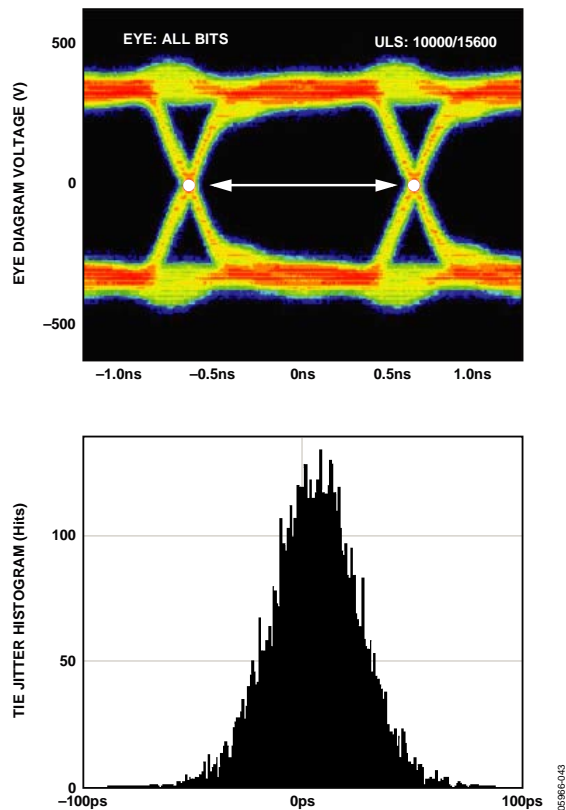 EYE: ALL BITS
ULS: 10000/15600
EYE DIAGRAM VOLTAGE (V)
500
0
–500
–1.0ns
–0.5ns
0ns
0.5ns
1.0ns
TIE JITTER HISTOGRAM (Hits)
100
50
0
–100ps
0ps
100ps
05966-043